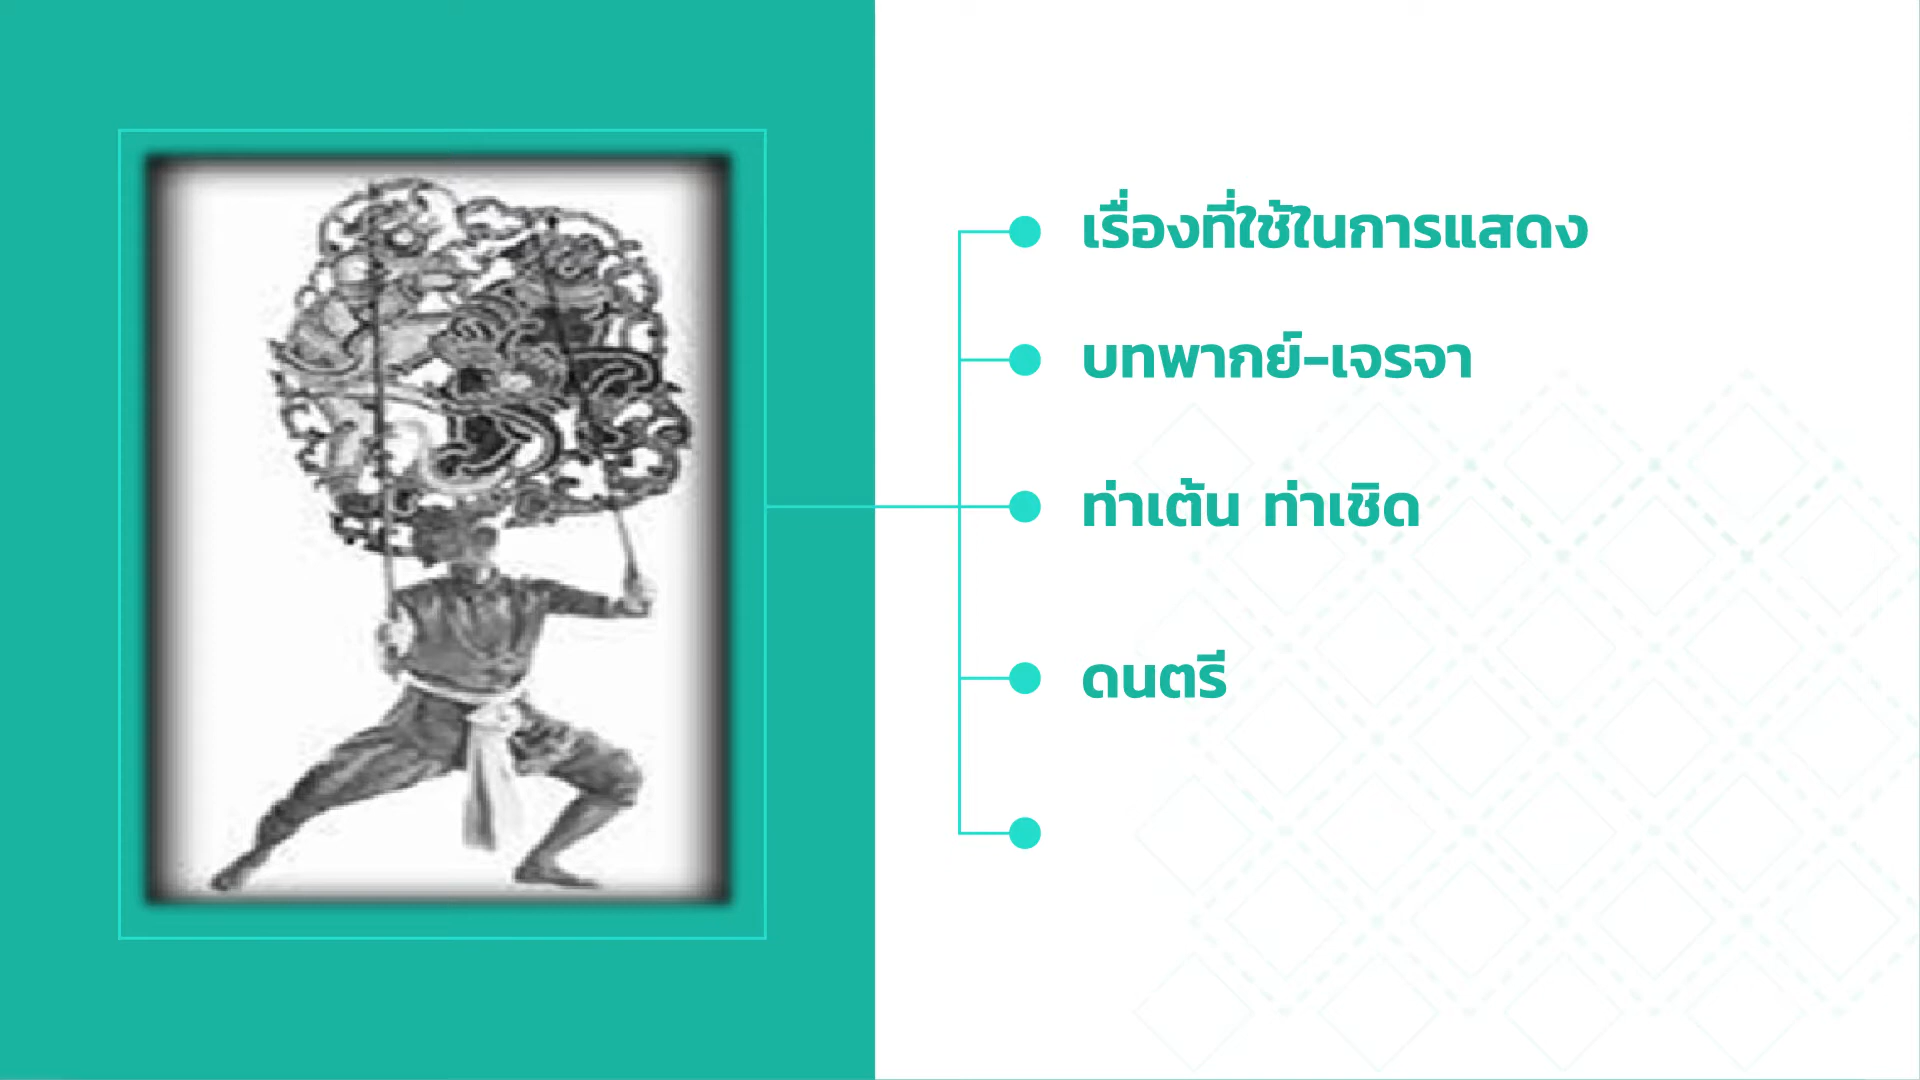 เรื่องที่ใช้ในการแสดง
บทพากย์-เจรจา
ท่าเต้น ท่าเชิด
ดนตรี